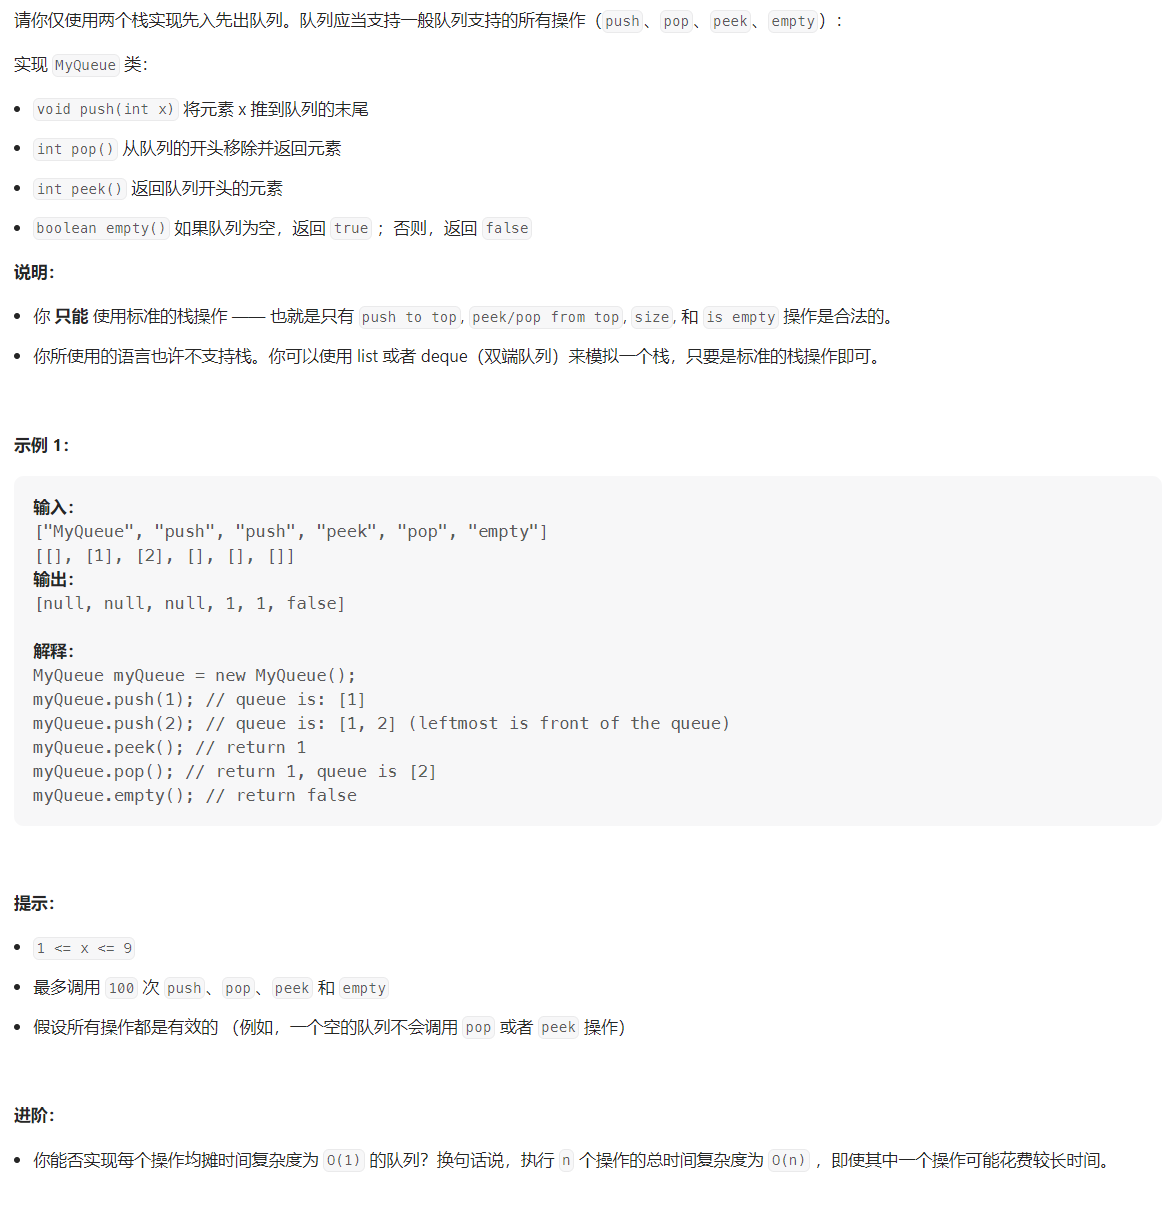 请你仅使用两个栈实现先入先出队列。队列应当支持一般队列支持的所有操作（push、pop、peek、empty）：
实现 MyQueue 类：
• void push(int x) 将元素 x 推到队列的末尾
• int pop() 从队列的开头移除并返回元素
• int peek() 返回队列开头的元素
• boolean empty() 如果队列为空，返回 true ；否则，返回 false
说明：
• 你 只能 使用标准的栈操作 —— 也就是只有 push to top, peek/pop from top, size, 和 is empty 操作是合法的。
• 你所使用的语言也许不支持栈。你可以使用 list 或者 deque（双端队列）来模拟一个栈，只要是标准的栈操作即可。
示例 1：
输入：
["MyQueue", "push", "push", "peek", "pop", "empty"]
[[], [1], [2], [], [], []]
输出：
[null, null, null, 1, 1, false]
解释：
MyQueue myQueue = new MyQueue();
myQueue.push(1); // queue is: [1]
myQueue.push(2); // queue is: [1, 2] (leftmost is front of the queue)
myQueue.peek(); // return 1
myQueue.pop(); // return 1, queue is [2]
myQueue.empty(); // return false
提示：
• 1 <= x <= 9
• 最多调用 100 次 push、pop、peek 和 empty
• 假设所有操作都是有效的 （例如，一个空的队列不会调用 pop 或者 peek 操作）
进阶：
• 你能否实现每个操作均摊时间复杂度为 O(1) 的队列？换句话说，执行 n 个操作的总时间复杂度为 O(n) ，即使其中一个操作可能花费较长时间。